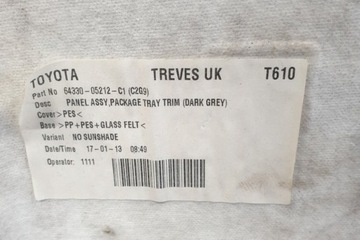 TOYOTA TREVES UK T610
Part No 64330-05212-C1 (C2G9)
Desc PANEL ASSY,PACKAGE TRAY TRIM (DARK GREY)
Cover >PES<
Base >PP+PES+GLASS FELT<
Variant NO SUNSHADE
Date/Time 17-01-13 08:49
Operator: 1111